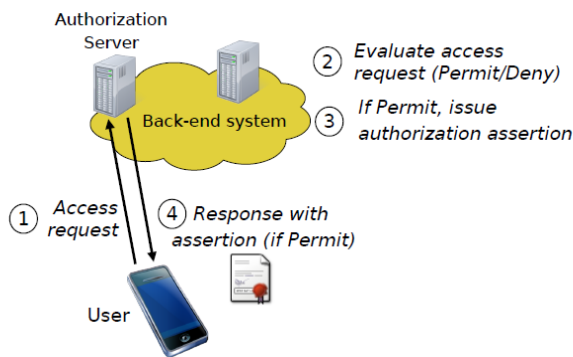 Authorization
Server
Back-end system
2 Evaluate access
request (Permit/Deny)
3 If Permit, issue
authorization assertion
1 Access
request
4 Response with
assertion (if Permit)
User